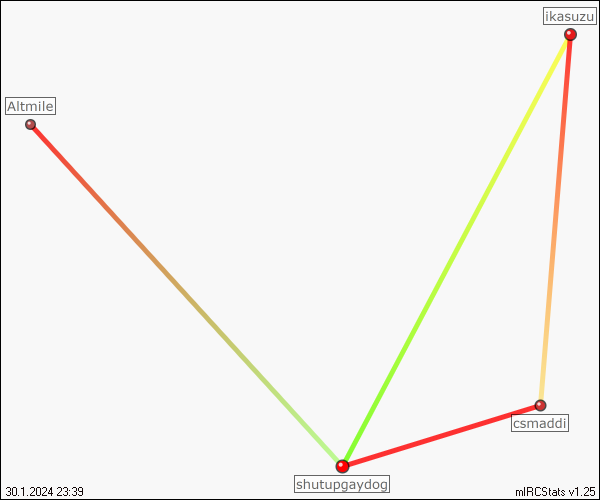 ikasuzu
Altmile
csmaddi
shutupgaydog
30.1.2024 23:39
mIRCStats v1.25